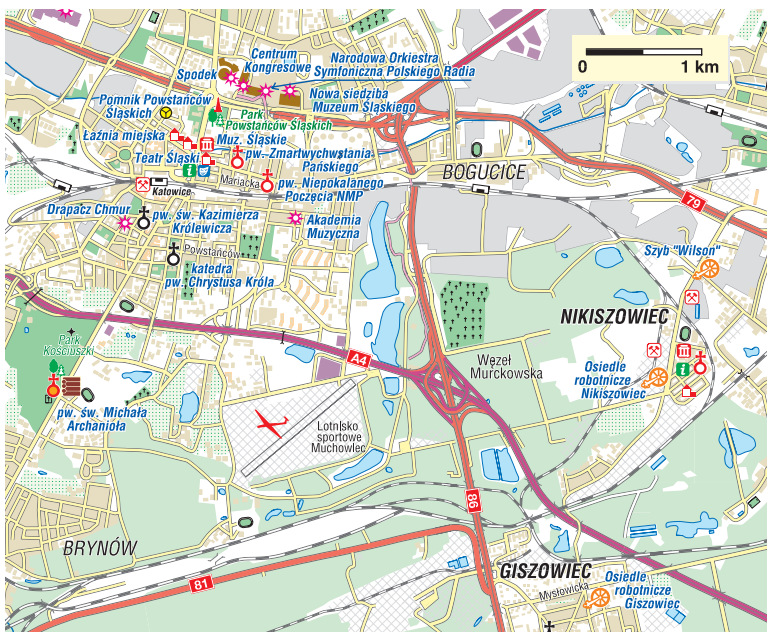 Centrum
Kongresowe
Narodowa Orkiestra
Symfoniczna Polskiego Radia
0
1 km
Spodek
Nowa siedziba
Muzeum Śląskiego
Pomnik Powstańców
Śląskich
Park
Powstańców Śląskich
Łaźnia miejska
Muz. Śląskie
pw. Zmartwychwstania
Pańskiego
Teatr Śląski
BOGUCICE
Mariacka
pw. Niepokalanego
Poczęcia NMP
Katowice
79
Drapacz Chmur
pw. św. Kazimierza
Królewicza
Akademia
Muzyczna
Szyb "Wilson"
Powstańców
katedra
pw. Chrystusa Króla
NIKISZOWIEC
Park
Kościuszki
A4
Węzeł
Murckowska
Osiedle
robotnicze
Nikiszowiec
pw. św. Michała
Archanioła
Lotnisko
sportowe
Muchowiec
86
BRYNÓW
81
GISZOWIEC
Osiedle
robotnicze
Giszowiec
Mysłowicka